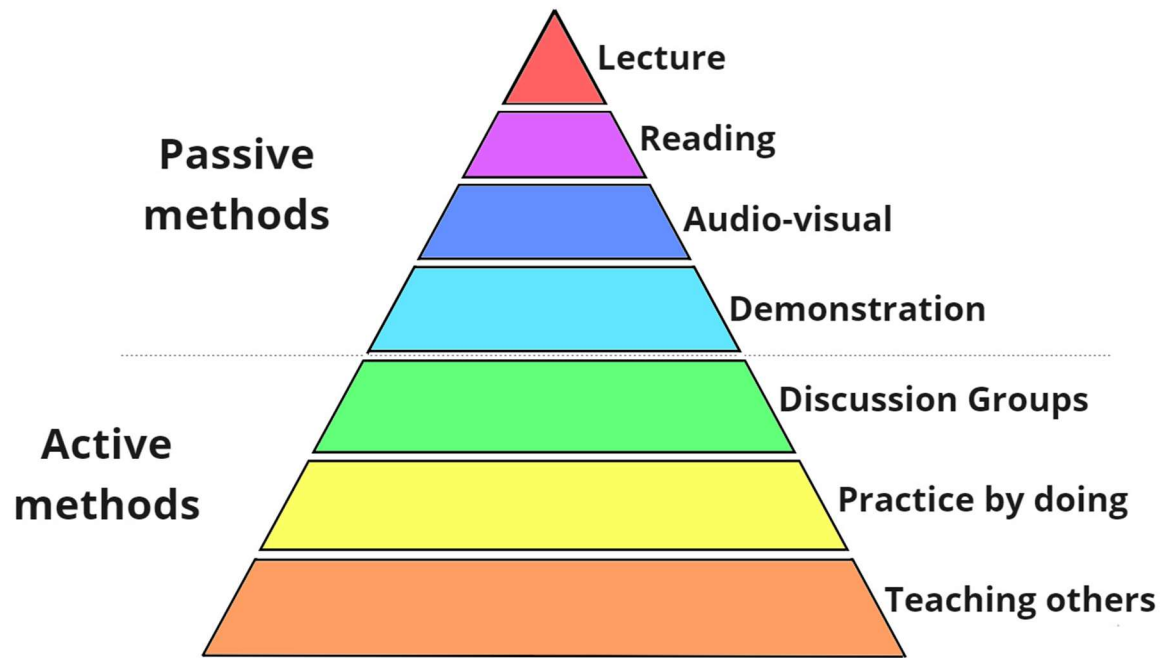 Lecture
Reading
Passive
methods
Audio-visual
Demonstration
Discussion Groups
Active
methods
Practice by doing
Teaching others